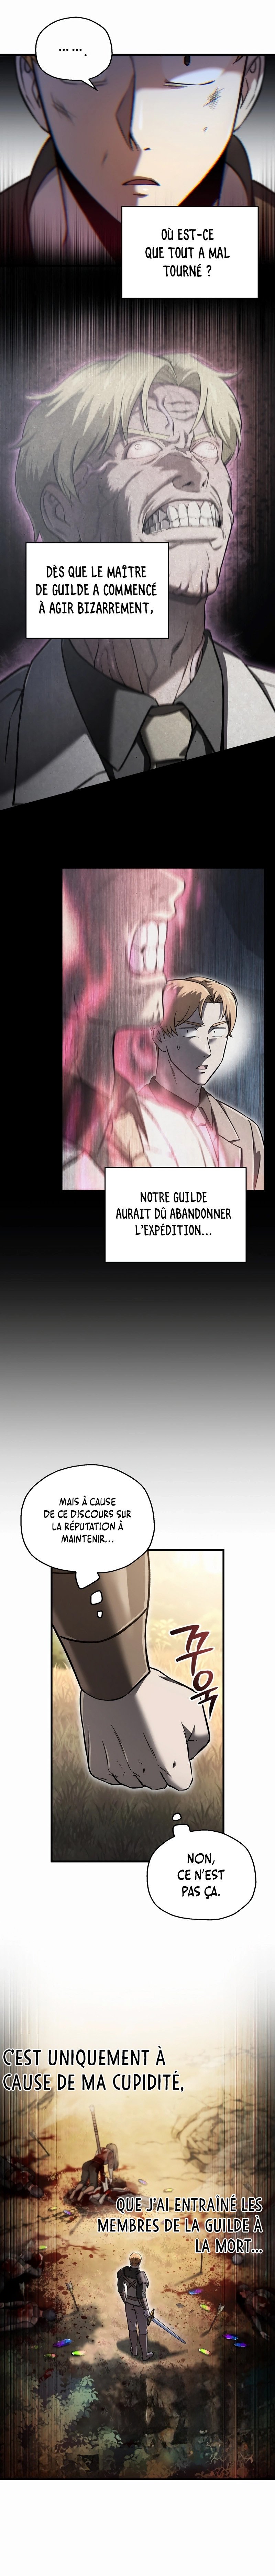 ... ....
OÙ EST-CE
QUE TOUT A MAL
TOURNÉ ?
DÈS QUE LE MAÎTRE
DE GUILDE A COMMENCÉ
À AGIR BIZARREMENT,
NOTRE GUILDE
AURAIT DÛ ABANDONNER
L'EXPÉDITION...
MAIS À CAUSE
DE CE DISCOURS SUR
LA RÉPUTATION À
MAINTENIR...
꾸욱
NON,
CE N'EST
PAS ÇA.
C'EST UNIQUEMENT À
CAUSE DE MA CUPIDITÉ,
QUE J'AI ENTRAÎNÉ LES
MEMBRES DE LA GUILDE À
LA MORT...